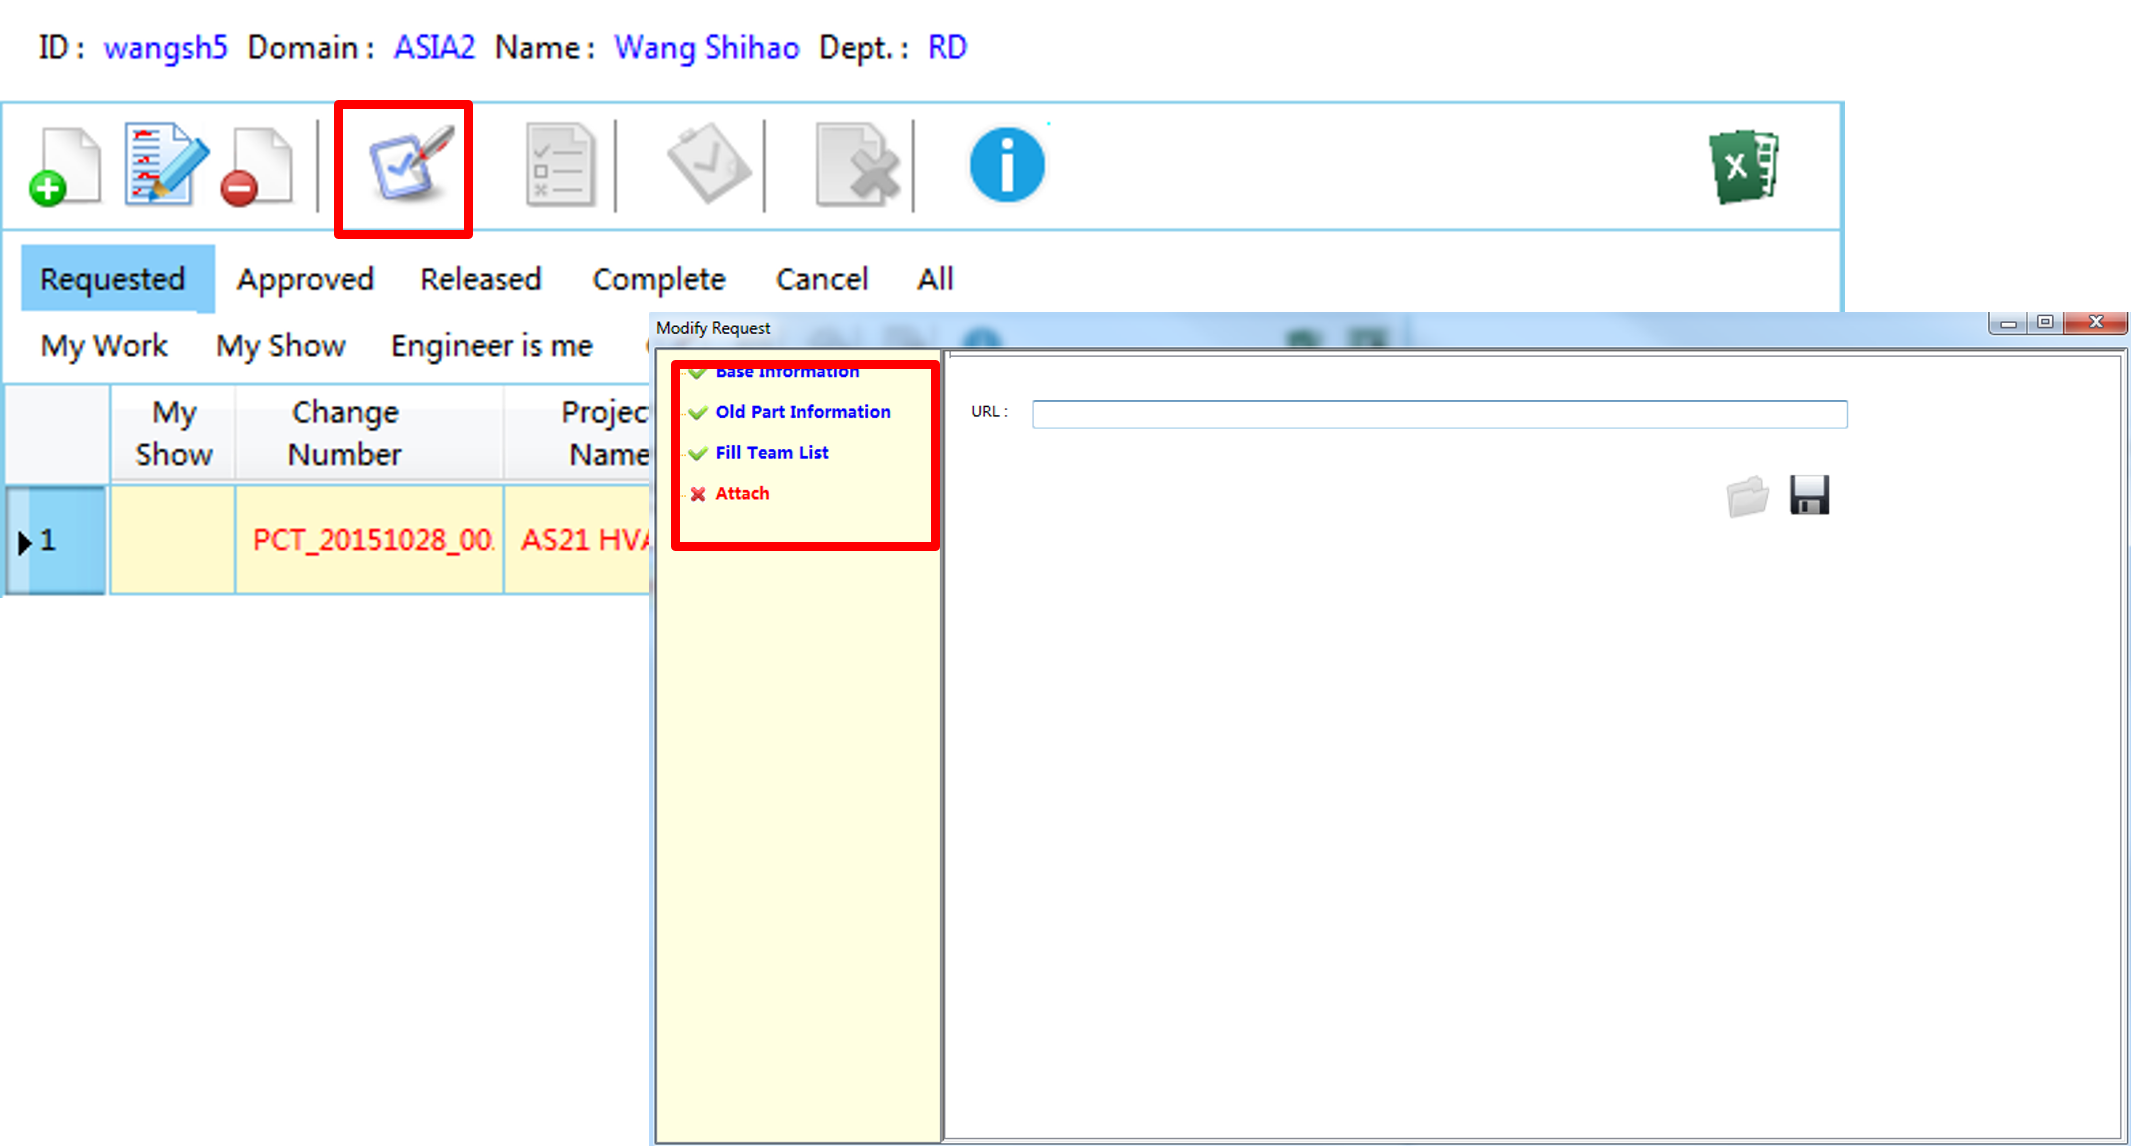 ID : wangsh5 Domain : ASIA2 Name : Wang Shihao Dept. : RD
Requested Approved Released Complete Cancel All
My Work My Show Engineer is me
My Show Change Number Projec Name
1 PCT_20151028_00. AS21 HVA
Modify Request
Base Information
Old Part Information
Fill Team List
Attach
URL :